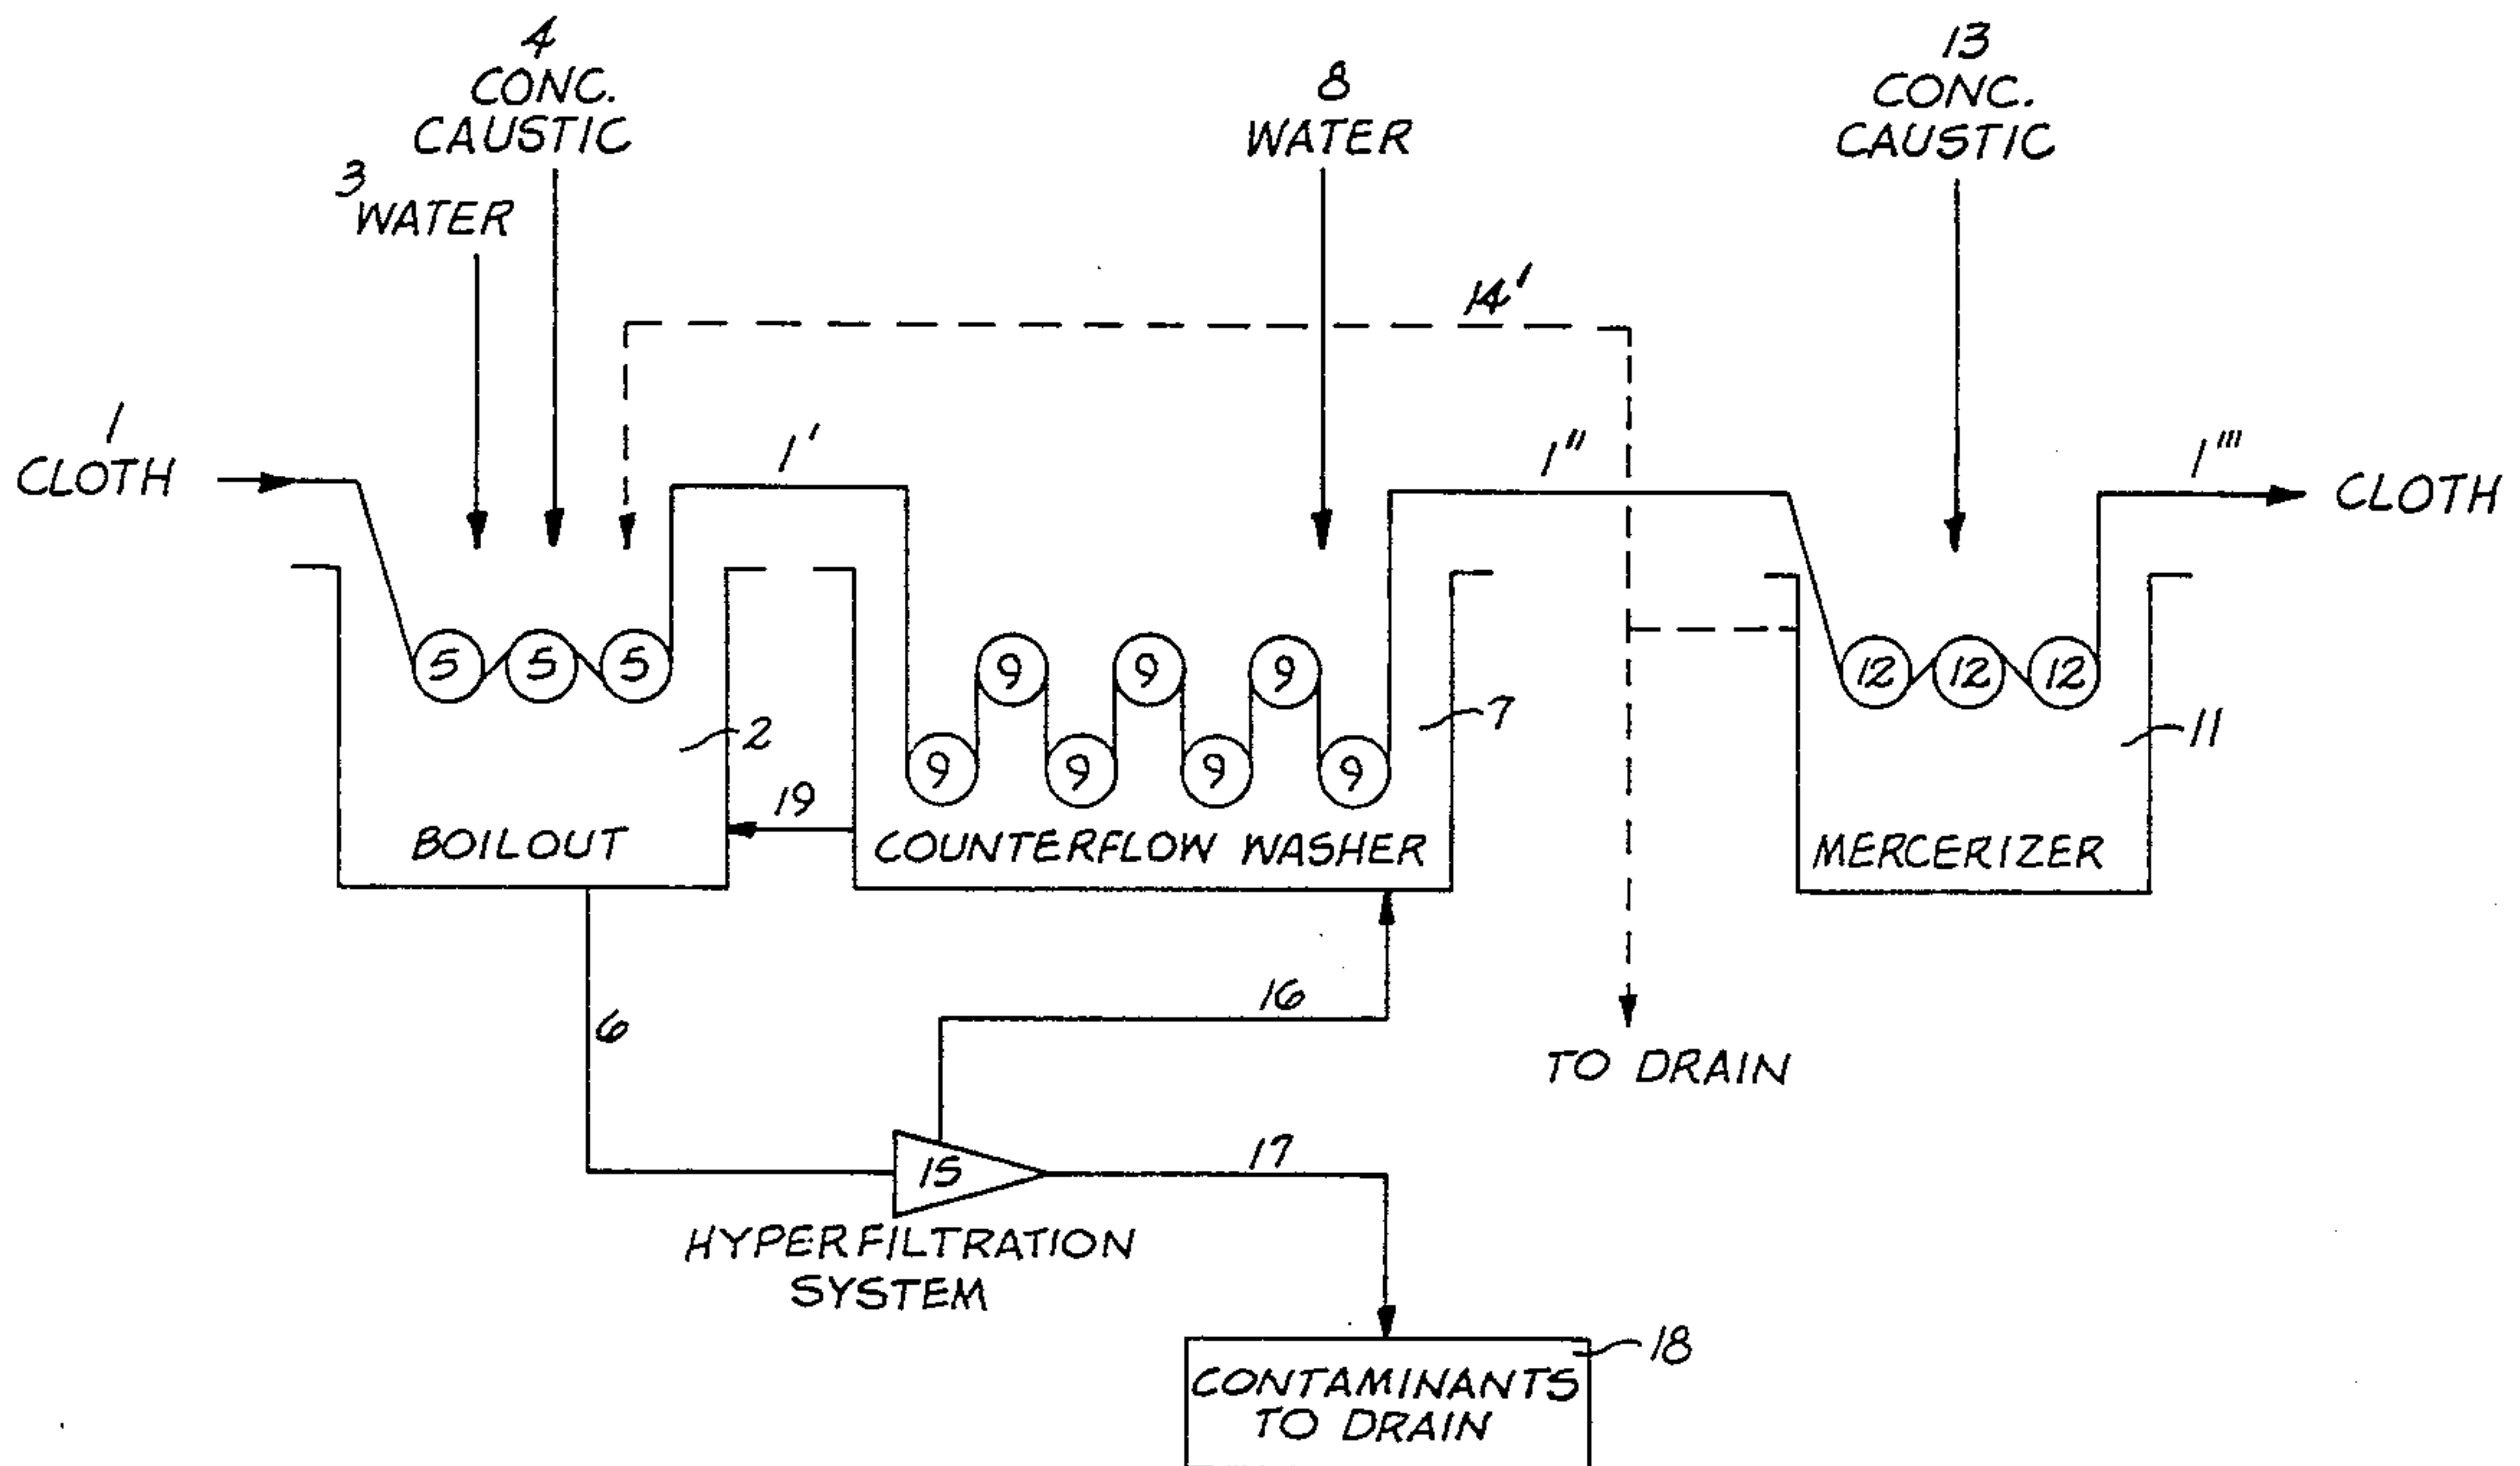 4
CONC.
CAUSTIC
3
WATER
8
WATER
13
CONC.
CAUSTIC
14'
1
CLOTH
1'
1"
1'''
CLOTH
5 5 5
9 9 9
9 9 9 9
12 12 12
2
7
11
19
BOILOUT
COUNTERFLOW WASHER
MERCERIZER
6
16
TO DRAIN
15
17
HYPERFILTRATION
SYSTEM
18
CONTAMINANTS
TO DRAIN